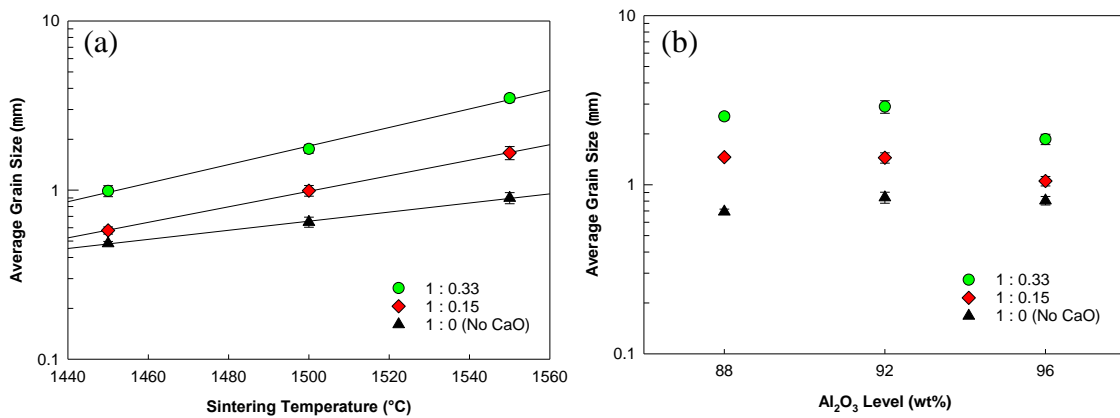 (a)
10
1
0.1
Average Grain Size (mm)
1440 1460 1480 1500 1520 1540 1560
Sintering Temperature (°C)
1 : 0.33
1 : 0.15
1 : 0 (No CaO)
(b)
10
1
0.1
Average Grain Size (mm)
88 92 96
Al₂O₃ Level (wt%)
1 : 0.33
1 : 0.15
1 : 0 (No CaO)